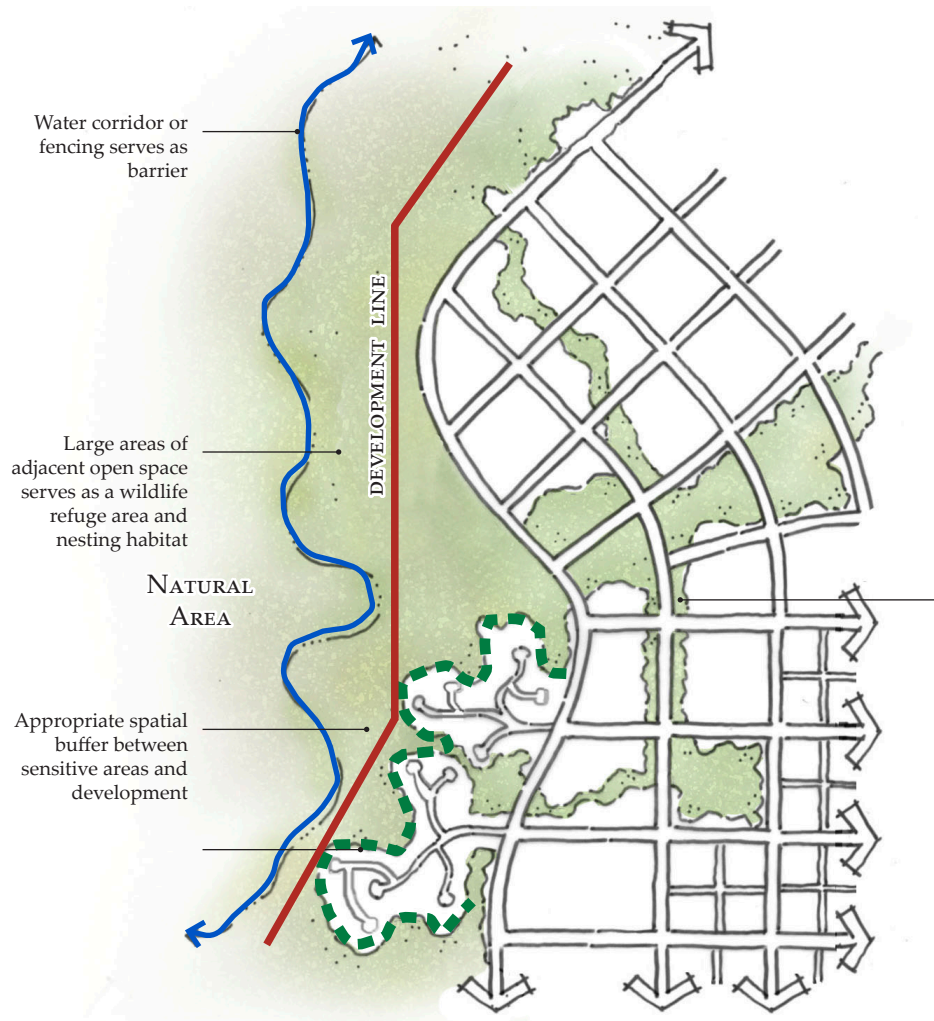 Water corridor or
fencing serves as
barrier
DEVELOPMENT LINE
Large areas of
adjacent open space
serves as a wildlife
refuge area and
nesting habitat
NATURAL
AREA
Appropriate spatial
buffer between
sensitive areas and
development